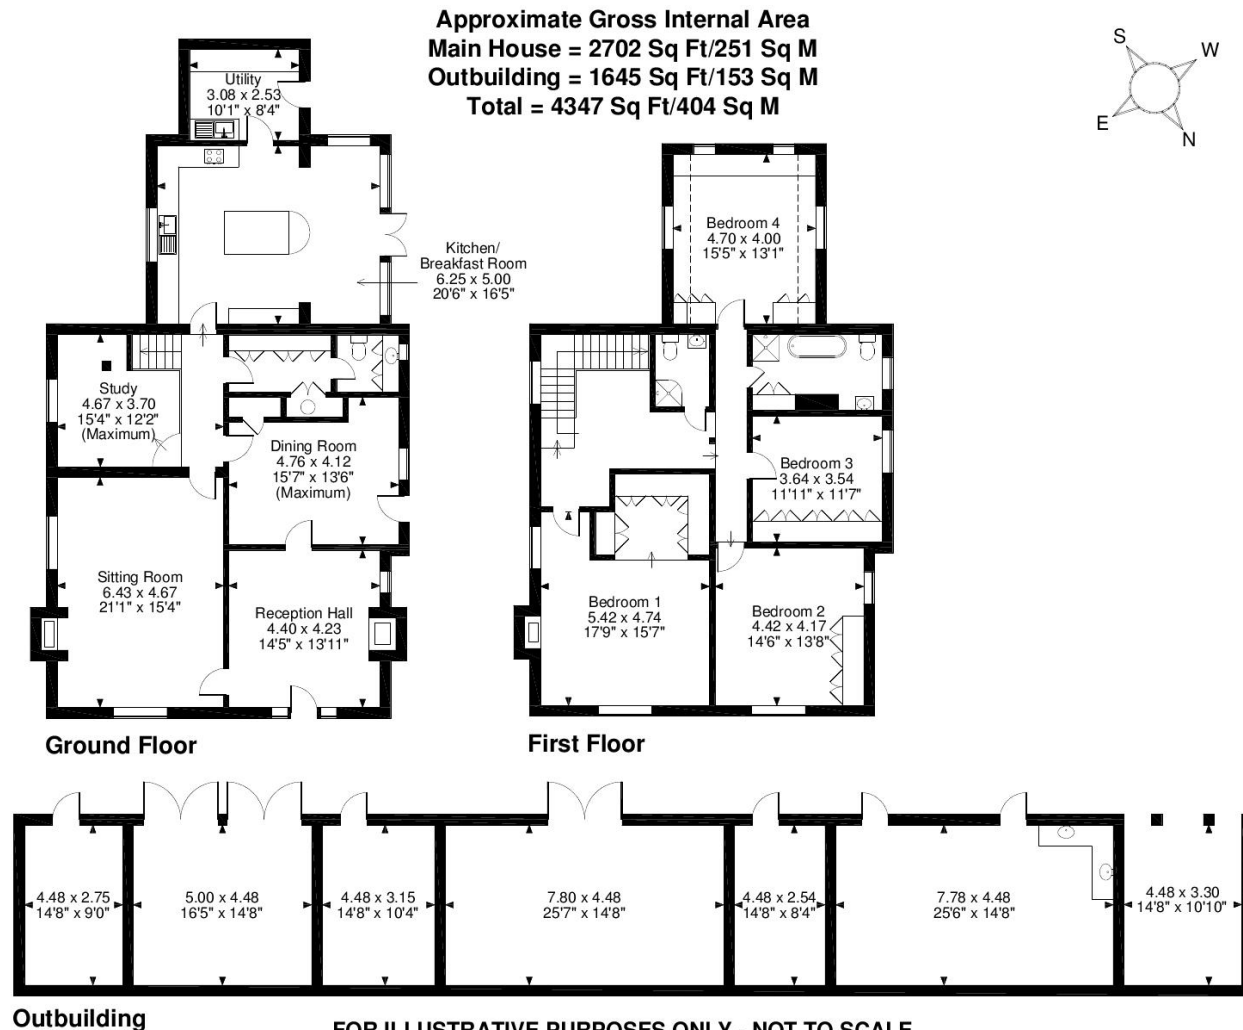 Approximate Gross Internal Area
Main House = 2702 Sq Ft/251 Sq M
Outbuilding = 1645 Sq Ft/153 Sq M
Total = 4347 Sq Ft/404 Sq M
S
W
E
N
Utility
3.08 x 2.53
10'1" x 8'4"
Kitchen/
Breakfast Room
6.25 x 5.00
20'6" x 16'5"
Study
4.67 x 3.70
15'4" x 12'2"
(Maximum)
Dining Room
4.76 x 4.12
15'7" x 13'6"
(Maximum)
Sitting Room
6.43 x 4.67
21'1" x 15'4"
Reception Hall
4.40 x 4.23
14'5" x 13'11"
Ground Floor
Bedroom 4
4.70 x 4.00
15'5" x 13'1"
Bedroom 3
3.64 x 3.54
11'11" x 11'7"
Bedroom 1
5.42 x 4.74
17'9" x 15'7"
Bedroom 2
4.42 x 4.17
14'6" x 13'8"
First Floor
4.48 x 2.75
14'8" x 9'0"
5.00 x 4.48
16'5" x 14'8"
4.48 x 3.15
14'8" x 10'4"
7.80 x 4.48
25'7" x 14'8"
4.48 x 2.54
14'8" x 8'4"
7.78 x 4.48
25'6" x 14'8"
4.48 x 3.30
14'8" x 10'10"
Outbuilding
FOR ILLUSTRATIVE PURPOSES ONLY - NOT TO SCALE